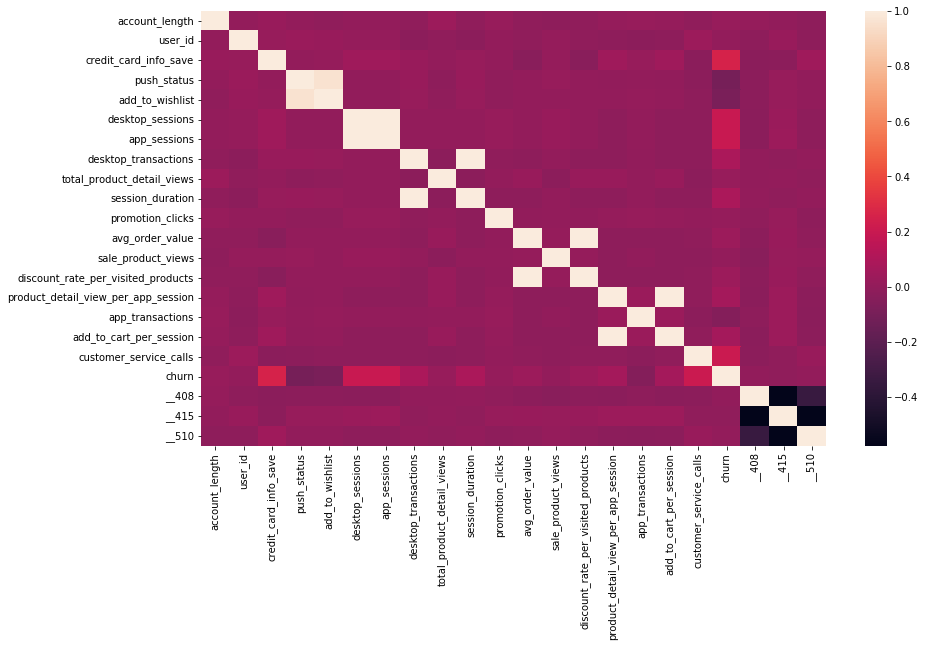 account_length
user_id
credit_card_info_save
push_status
add_to_wishlist
desktop_sessions
app_sessions
desktop_transactions
total_product_detail_views
session_duration
promotion_clicks
avg_order_value
sale_product_views
discount_rate_per_visited_products
product_detail_view_per_app_session
app_transactions
add_to_cart_per_session
customer_service_calls
churn
__408
__415
__510
account_length
user_id
credit_card_info_save
push_status
add_to_wishlist
desktop_sessions
app_sessions
desktop_transactions
total_product_detail_views
session_duration
promotion_clicks
avg_order_value
sale_product_views
discount_rate_per_visited_products
product_detail_view_per_app_session
app_transactions
add_to_cart_per_session
customer_service_calls
churn
__408
__415
__510
1.0
0.8
0.6
0.4
0.2
0.0
−0.2
−0.4